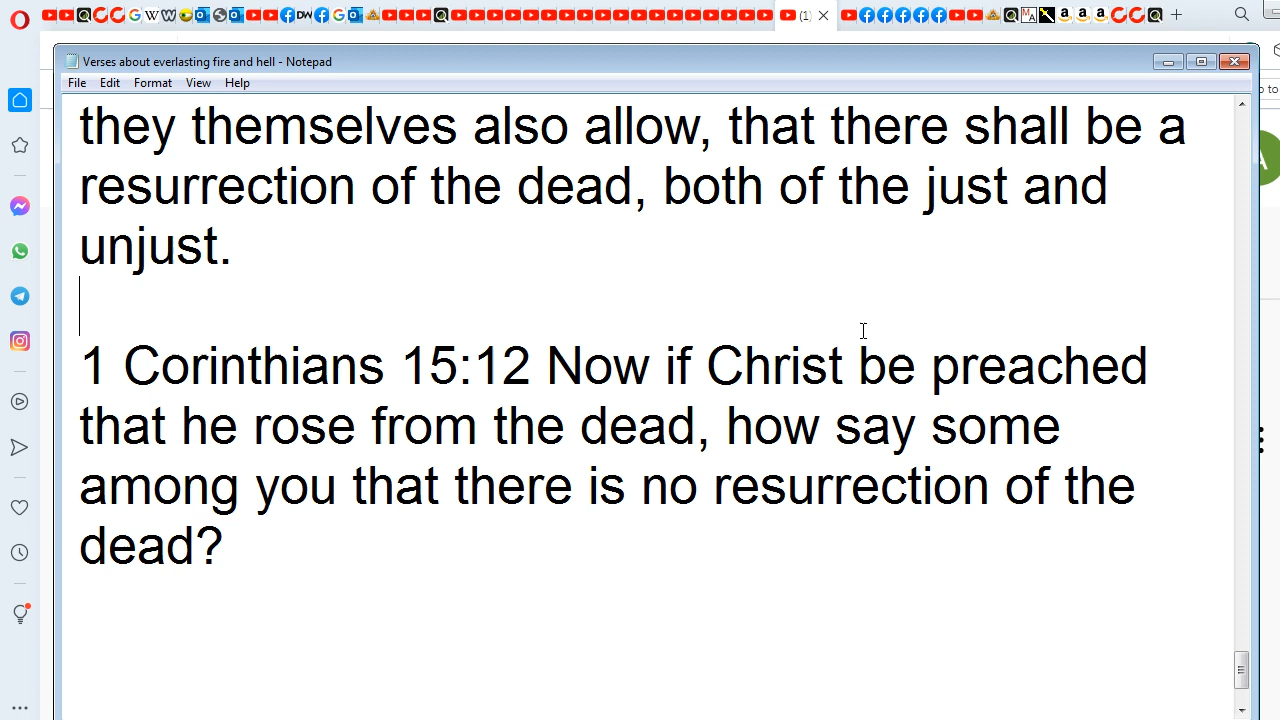 (1)
Verses about everlasting fire and hell - Notepad
File Edit Format View Help
they themselves also allow, that there shall be a
resurrection of the dead, both of the just and
unjust.
1 Corinthians 15:12 Now if Christ be preached
that he rose from the dead, how say some
among you that there is no resurrection of the
dead?
p to
A